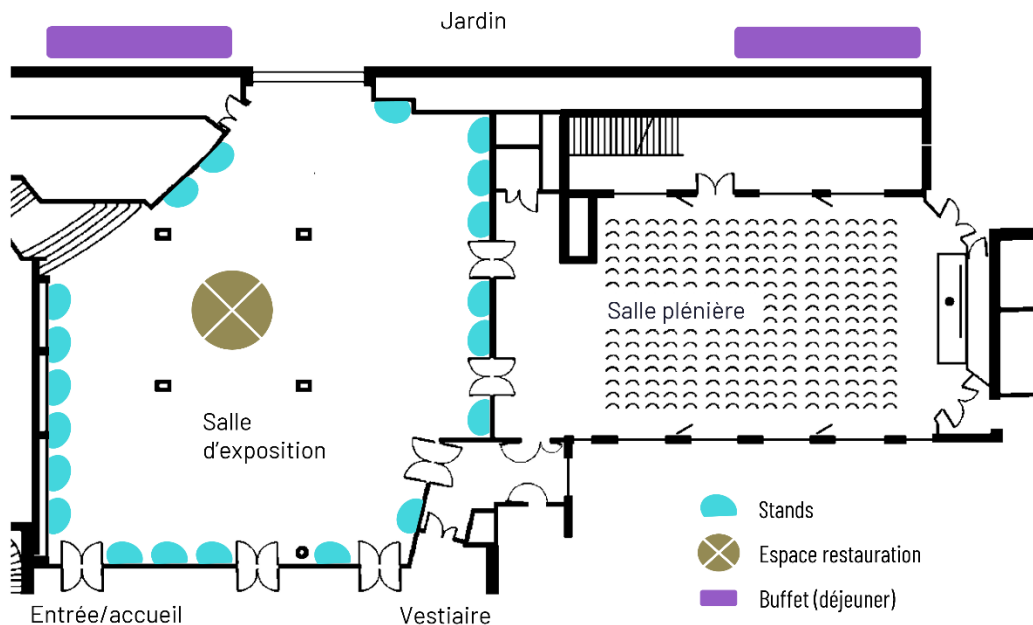 Jardin
Salle plénière
Salle
d'exposition
Stands
Espace restauration
Buffet (déjeuner)
Entrée/accueil
Vestiaire